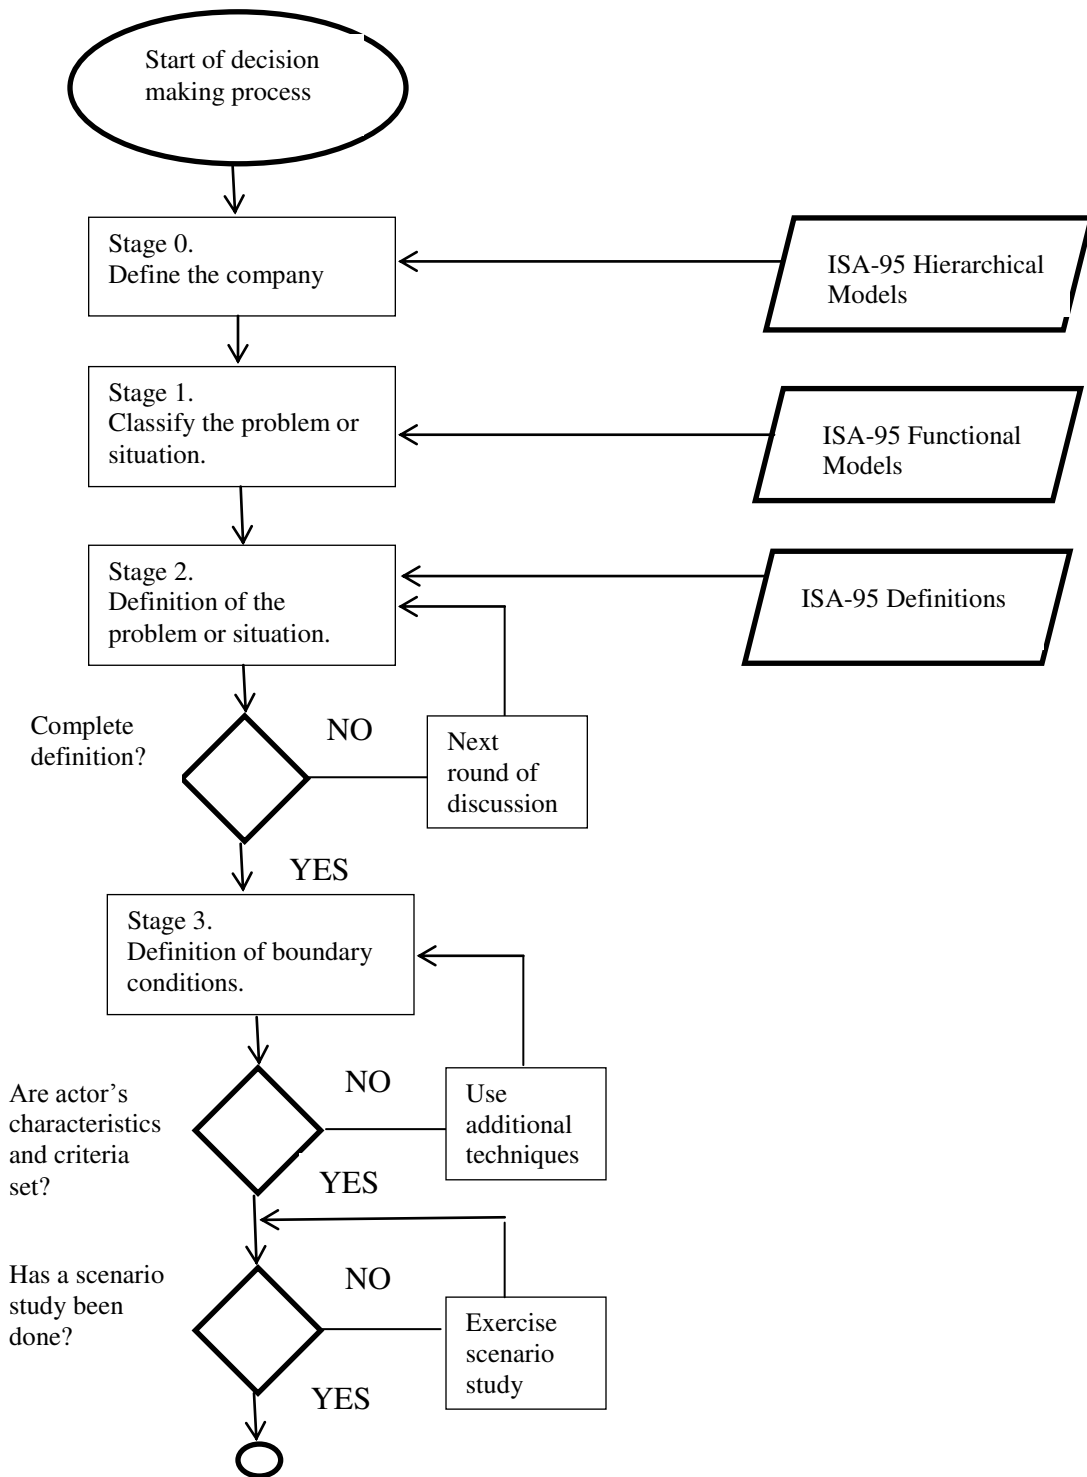 Start of decision
making process
Stage 0.
Define the company
ISA-95 Hierarchical
Models
Stage 1.
Classify the problem or
situation.
ISA-95 Functional
Models
Stage 2.
Definition of the
problem or situation.
ISA-95 Definitions
Complete
definition?
NO
Next
round of
discussion
YES
Stage 3.
Definition of boundary
conditions.
Are actor's
characteristics
and criteria
set?
NO
Use
additional
techniques
YES
Has a scenario
study been
done?
NO
Exercise
scenario
study
YES